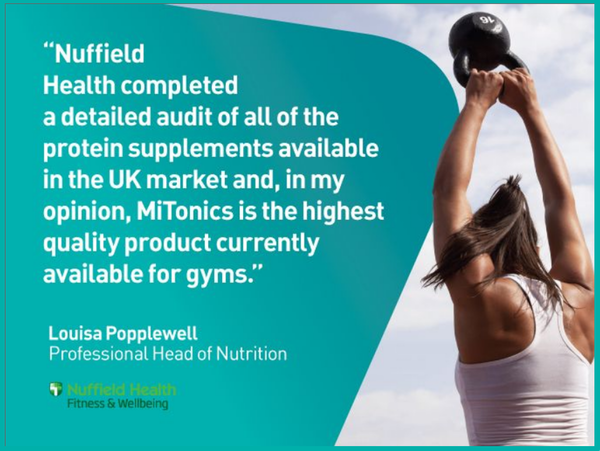 “Nuffield
Health completed
a detailed audit of all of the
protein supplements available
in the UK market and, in my
opinion, MiTonics is the highest
quality product currently
available for gyms.”
Louisa Popplewell
Professional Head of Nutrition
Nuffield Health
Fitness & Wellbeing
16